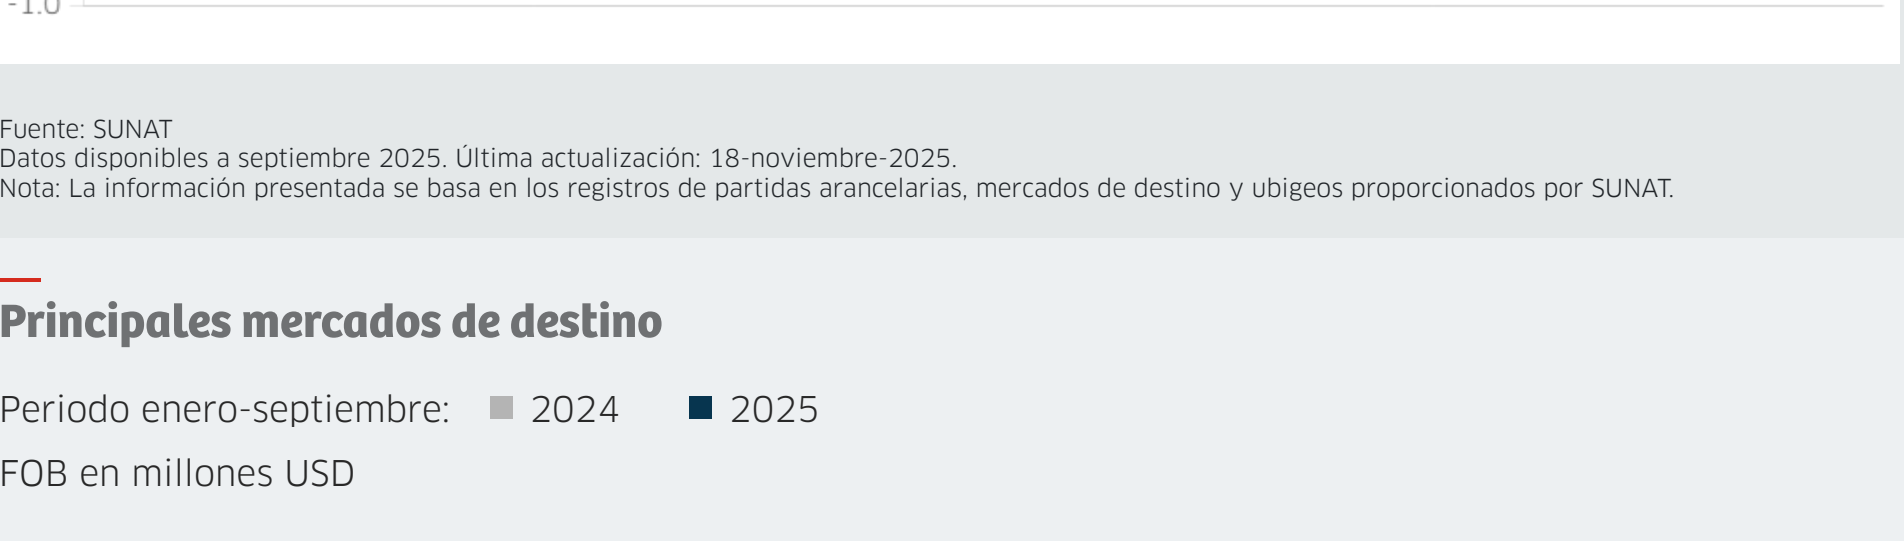 -1.0
Fuente: SUNAT
Datos disponibles a septiembre 2025. Última actualización: 18-noviembre-2025.
Nota: La información presentada se basa en los registros de partidas arancelarias, mercados de destino y ubigeos proporcionados por SUNAT.
Principales mercados de destino
Periodo enero-septiembre: 2024 2025
FOB en millones USD